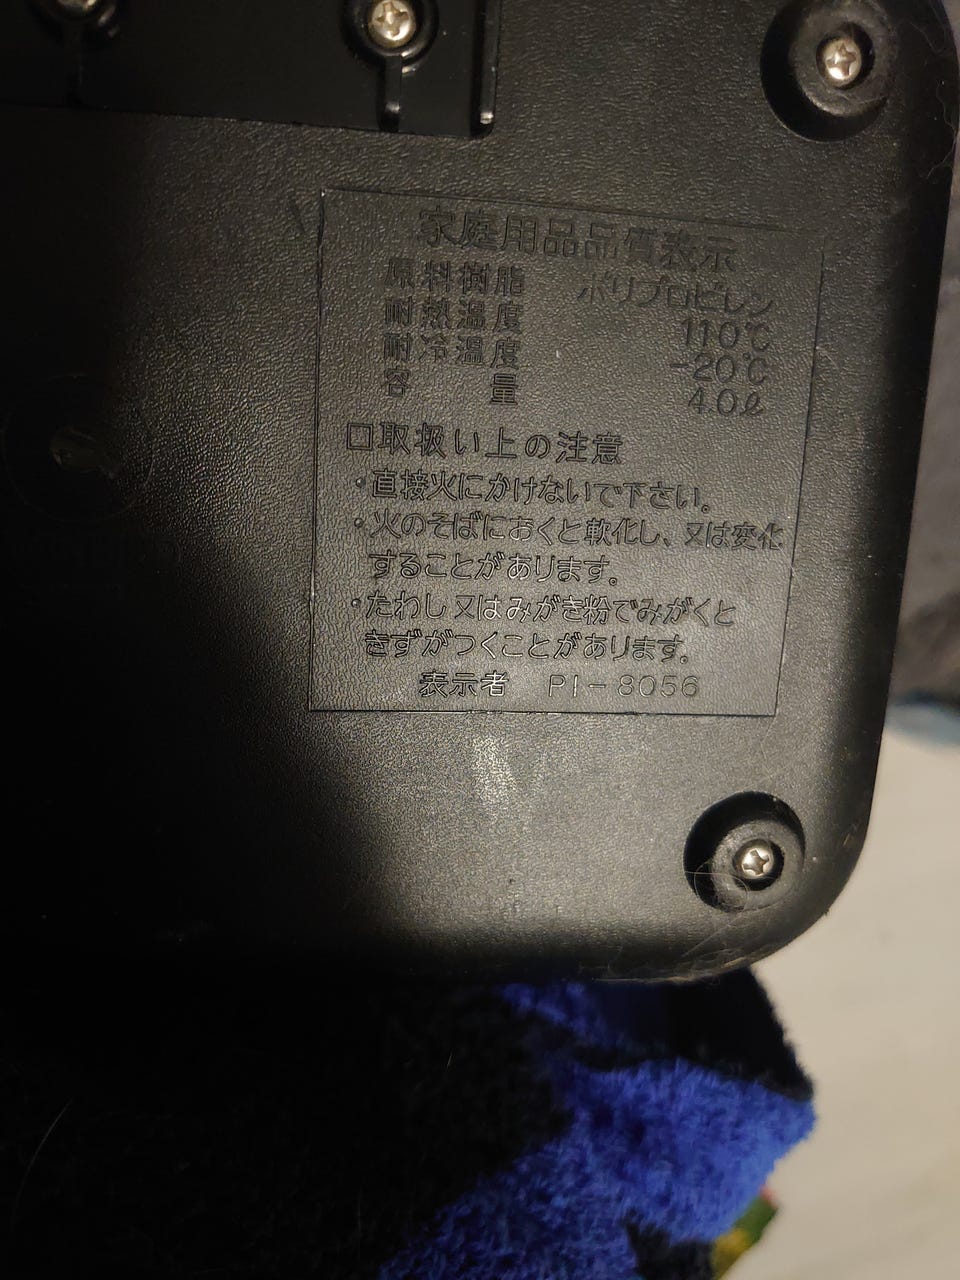 家庭用品品質表示
原料樹脂 ポリプロピレン
耐熱温度 110℃
耐冷温度 -20℃
容量 4.0ℓ
□取扱い上の注意
・直接火にかけないで下さい。
・火のそばにおくと軟化し、又は変化
することがあります。
・たわし又はみがき粉でみがくと
きずがつくことがあります。
表示者 PI-8056